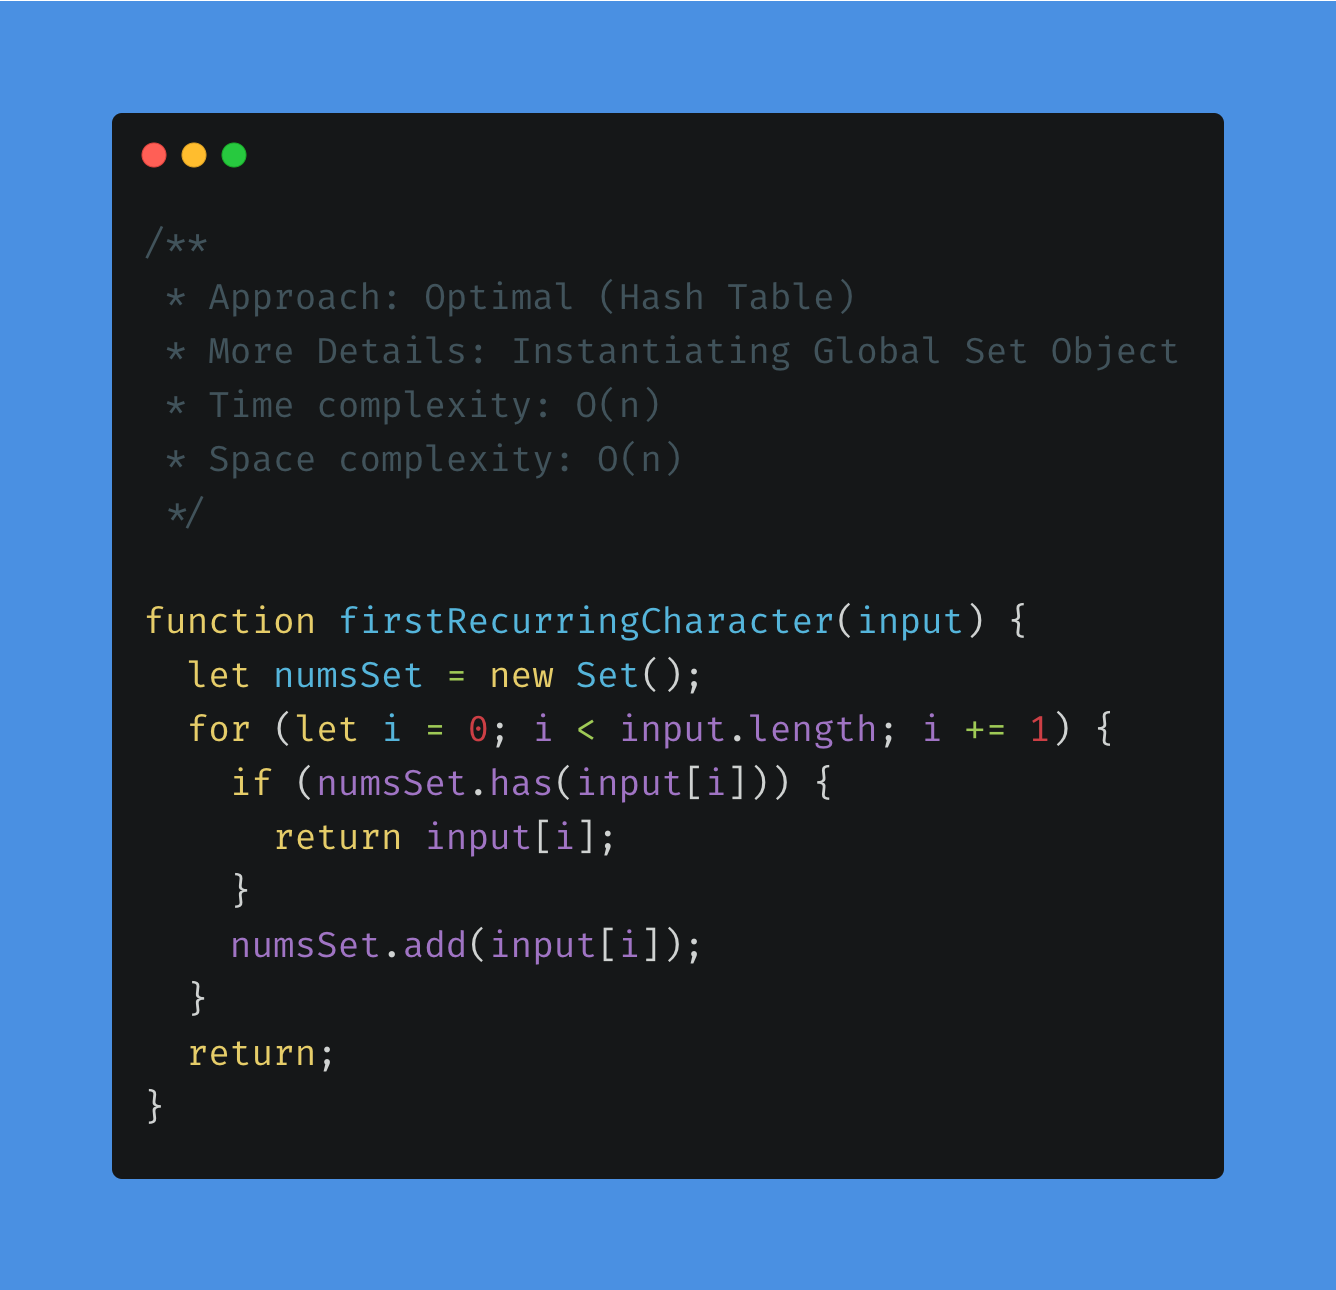 /**
 * Approach: Optimal (Hash Table)
 * More Details: Instantiating Global Set Object
 * Time complexity: O(n)
 * Space complexity: O(n)
 */

function firstRecurringCharacter(input) {
  let numsSet = new Set();
  for (let i = 0; i < input.length; i += 1) {
    if (numsSet.has(input[i])) {
      return input[i];
    }
    numsSet.add(input[i]);
  }
  return;
}